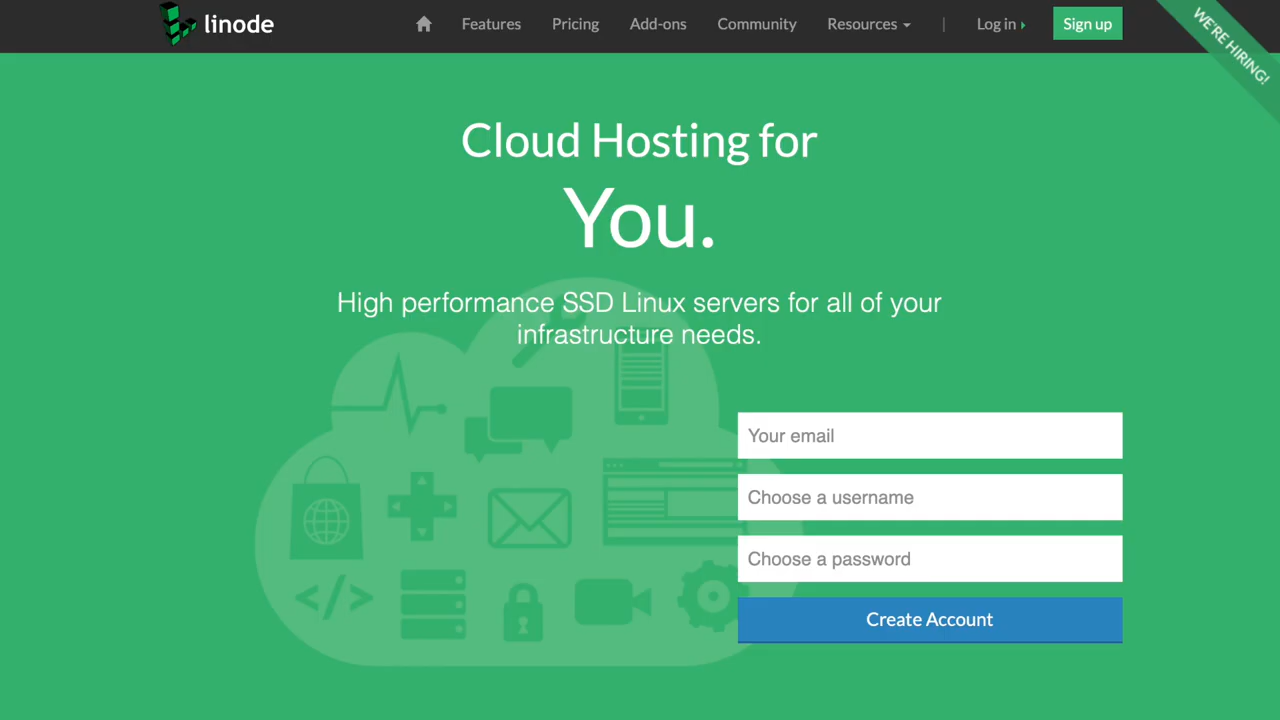 linode
Features
Pricing
Add-ons
Community
Resources
|
Log in
Sign up
WE'RE HIRING!
Cloud Hosting for
You.
High performance SSD Linux servers for all of your
infrastructure needs.
Your email
Choose a username
Choose a password
Create Account